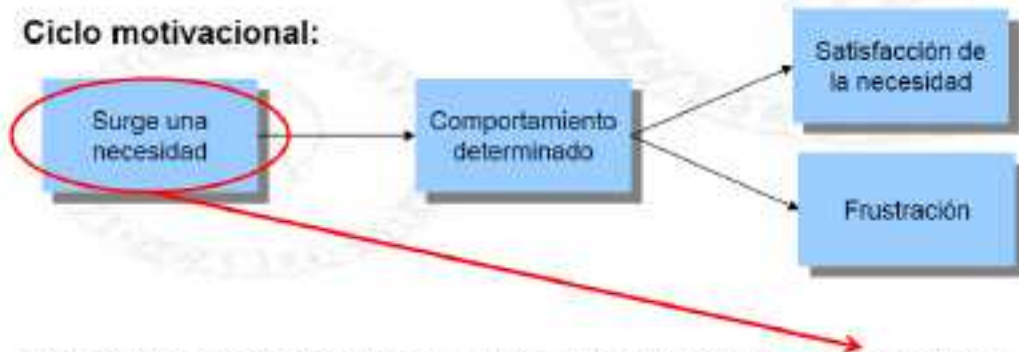 Ciclo motivacional:
Surge una
necesidad
Comportamiento
determinado
Satisfacción de
la necesidad
Frustración